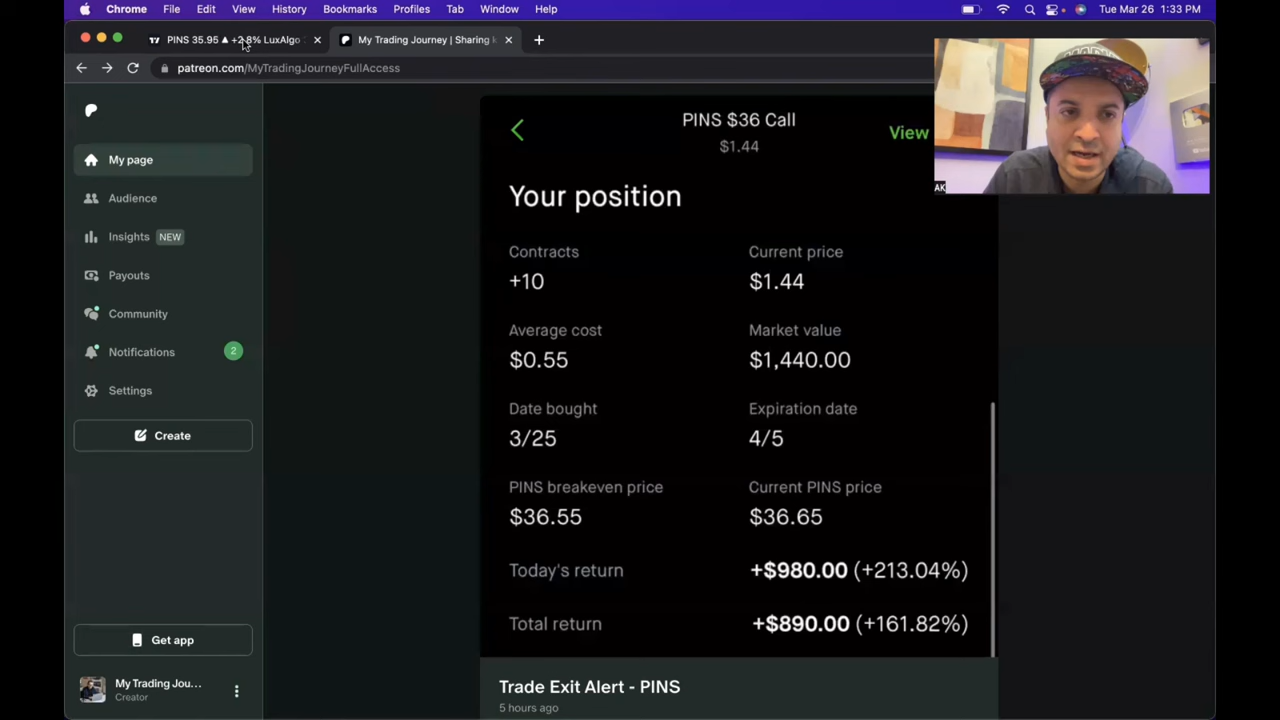 Chrome File Edit View History Bookmarks Profiles Tab Window Help Tue Mar 26 1:33 PM
PINS 35.95 ▲ +2.8% LuxAlgo
My Trading Journey | Sharing k
patreon.com/MyTradingJourneyFullAccess
My page
Audience
Insights NEW
Payouts
Community
Notifications 2
Settings
Create
Get app
My Trading Jou...
Creator
PINS $36 Call
$1.44
View
AK
Your position
Contracts
+10
Current price
$1.44
Average cost
$0.55
Market value
$1,440.00
Date bought
3/25
Expiration date
4/5
PINS breakeven price
$36.55
Current PINS price
$36.65
Today's return +$980.00 (+213.04%)
Total return +$890.00 (+161.82%)
Trade Exit Alert - PINS
5 hours ago